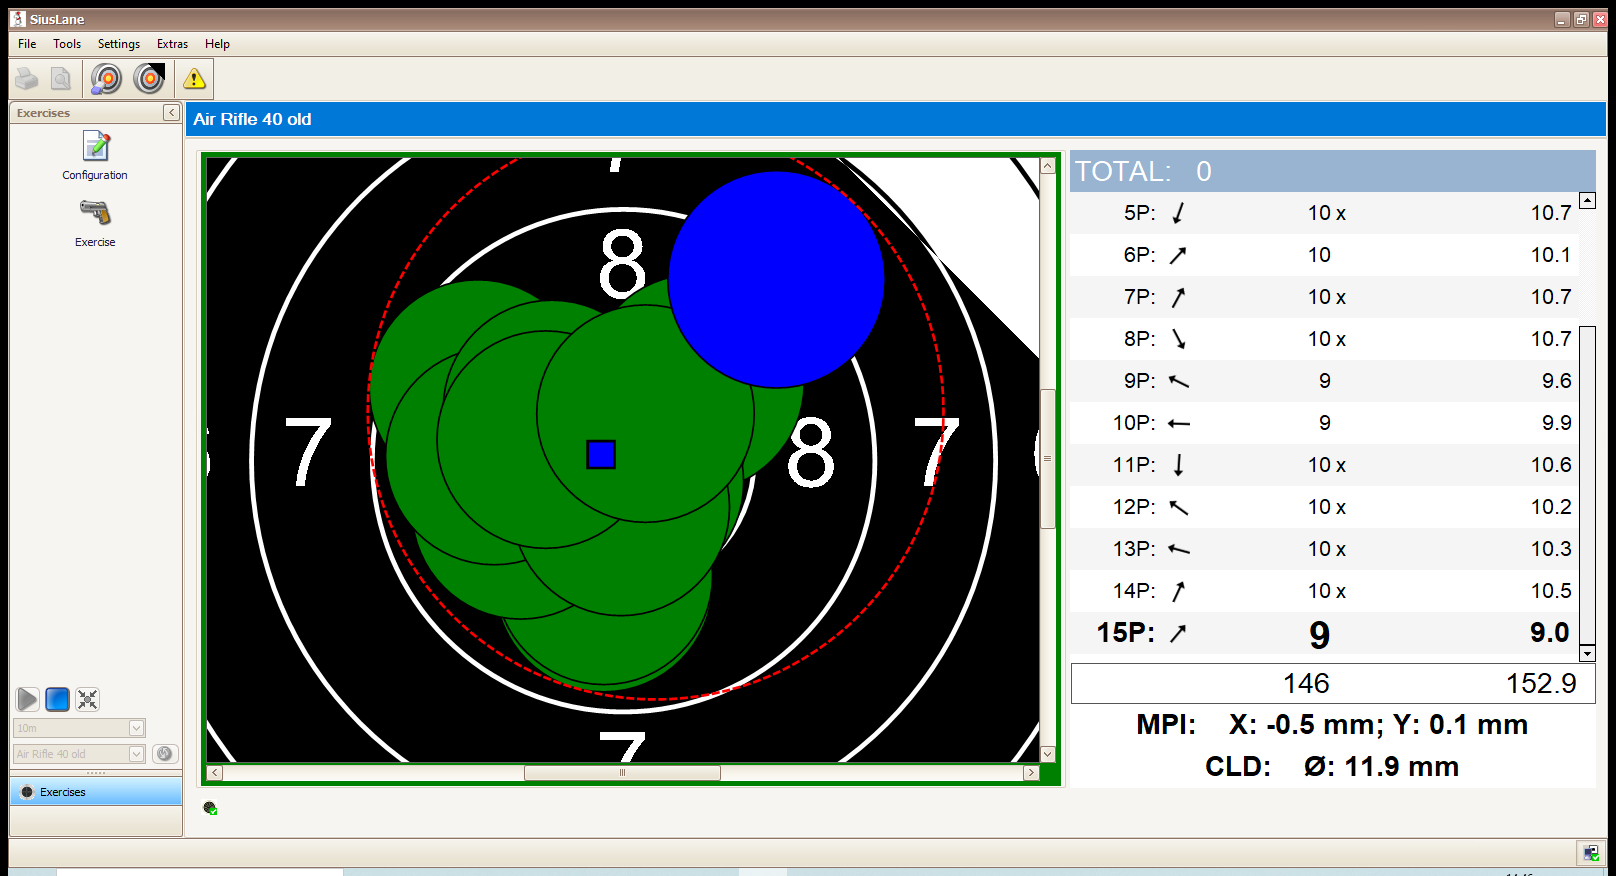 SiusLane
File Tools Settings Extras Help
Exercises
Configuration
Exercise
10m
Air Rifle 40 old
Exercises
Air Rifle 40 old
7
8
7 8 7
7
TOTAL: 0
5P: 10 x 10.7
6P: 10 10.1
7P: 10 x 10.7
8P: 10 x 10.7
9P: 9 9.6
10P: 9 9.9
11P: 10 x 10.6
12P: 10 x 10.2
13P: 10 x 10.3
14P: 10 x 10.5
15P: 9 9.0
146 152.9
MPI: X: -0.5 mm; Y: 0.1 mm
CLD: Ø: 11.9 mm